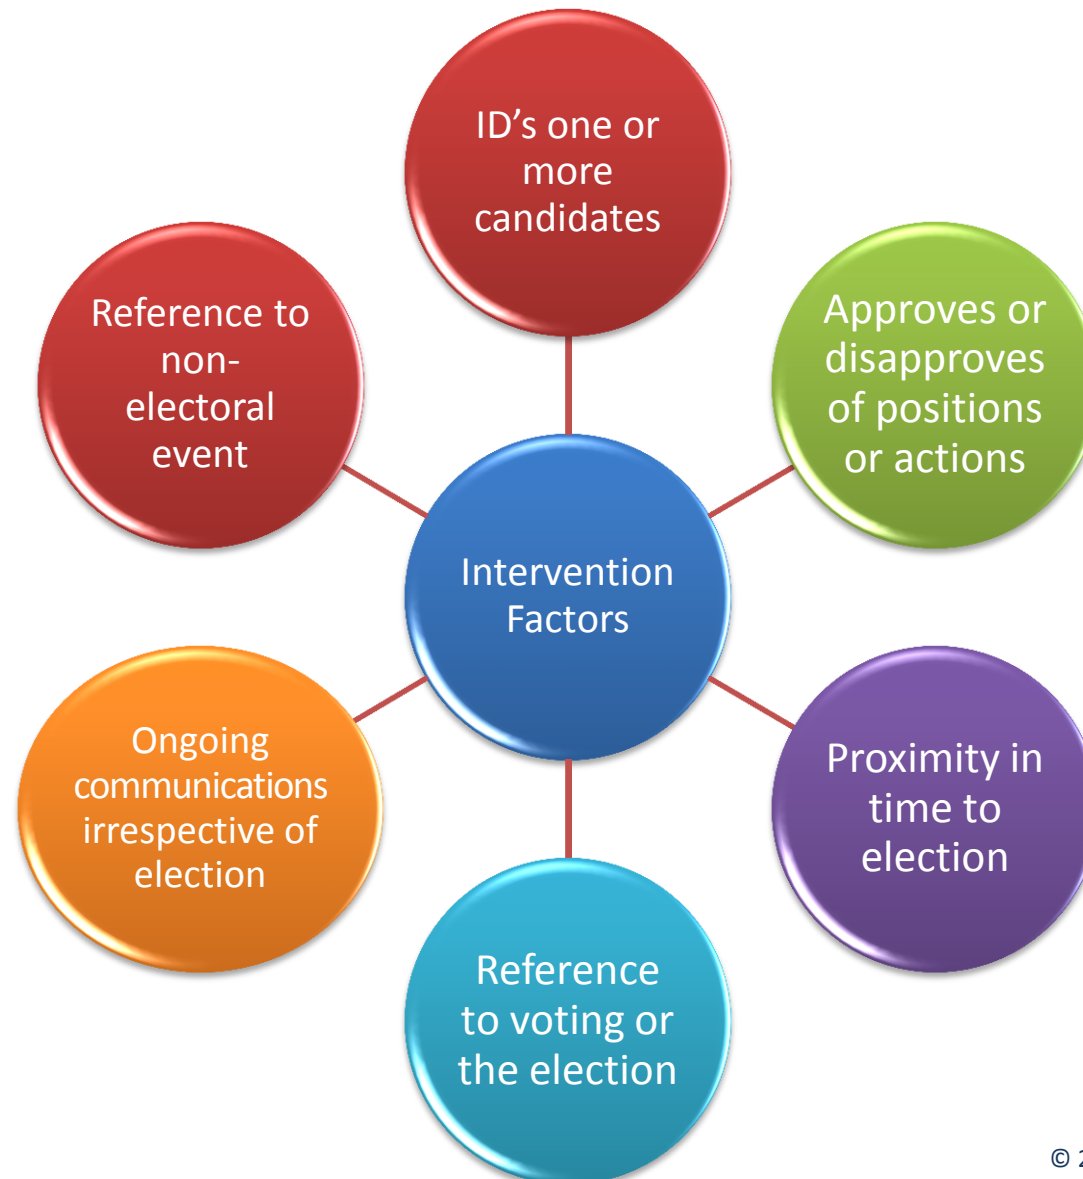 ID’s one or
more
candidates
Approves or
disapproves
of positions
or actions
Proximity in
time to
election
Reference
to voting or
the election
Ongoing
communications
irrespective of
election
Reference to
non-
electoral
event
Intervention
Factors
© 2